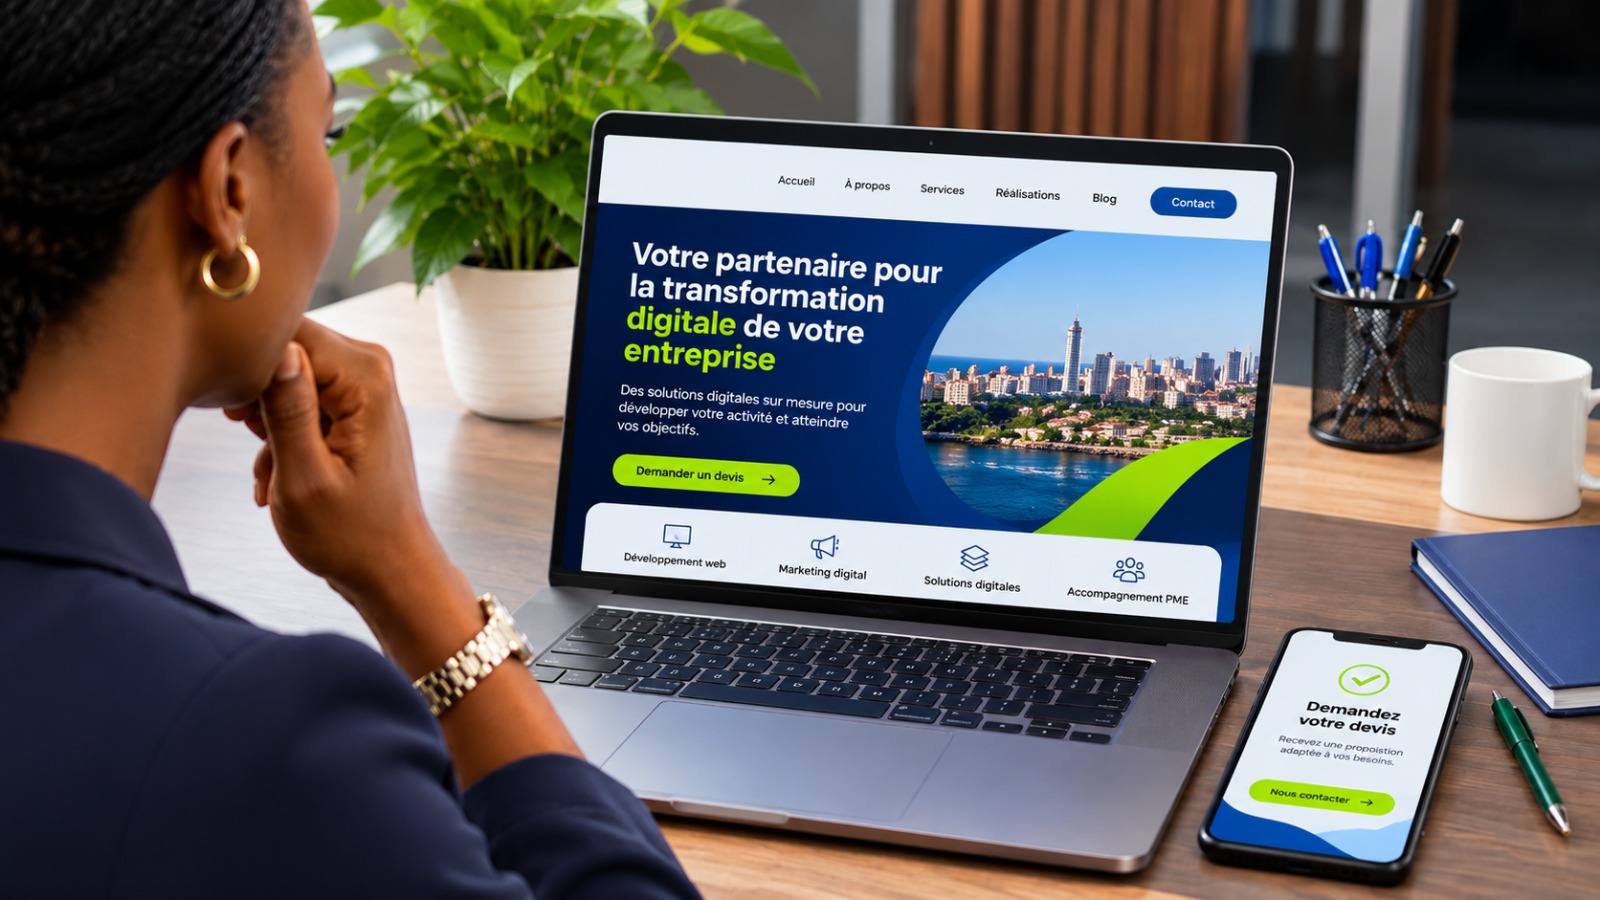 Accueil
À propos
Services
Réalisations
Blog
Contact
Votre partenaire pour
la transformation
digitale de votre
entreprise
Des solutions digitales sur mesure pour
développer votre activité et atteindre
vos objectifs.
Demander un devis
Développement web
Marketing digital
Solutions digitales
Accompagnement PME
Demandez
votre devis
Recevez une propoistion
adaptée à vos besoins.
Nous contacter